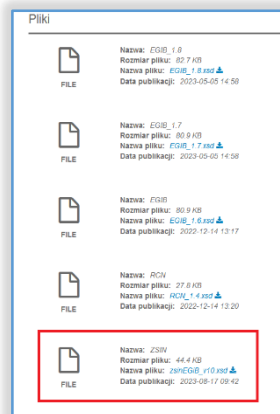 Pliki
Nazwa: EGIB_1.8
Rozmiar pliku: 82.7 KB
Nazwa pliku: EGIB_1.8.xsd
Data publikacji: 2023-05-05 14:58
FILE
Nazwa: EGIB_1.7
Rozmiar pliku: 80.9 KB
Nazwa pliku: EGIB_1.7.xsd
Data publikacji: 2023-05-05 14:58
FILE
Nazwa: EGIB
Rozmiar pliku: 80.9 KB
Nazwa pliku: EGIB_1.6.xsd
Data publikacji: 2022-12-14 13:17
FILE
Nazwa: RCN
Rozmiar pliku: 27.8 KB
Nazwa pliku: RCN_1.4.xsd
Data publikacji: 2022-12-14 13:20
FILE
Nazwa: ZSIN
Rozmiar pliku: 44.4 KB
Nazwa pliku: zsinEGiB_v10.xsd
Data publikacji: 2023-08-17 09:42
FILE